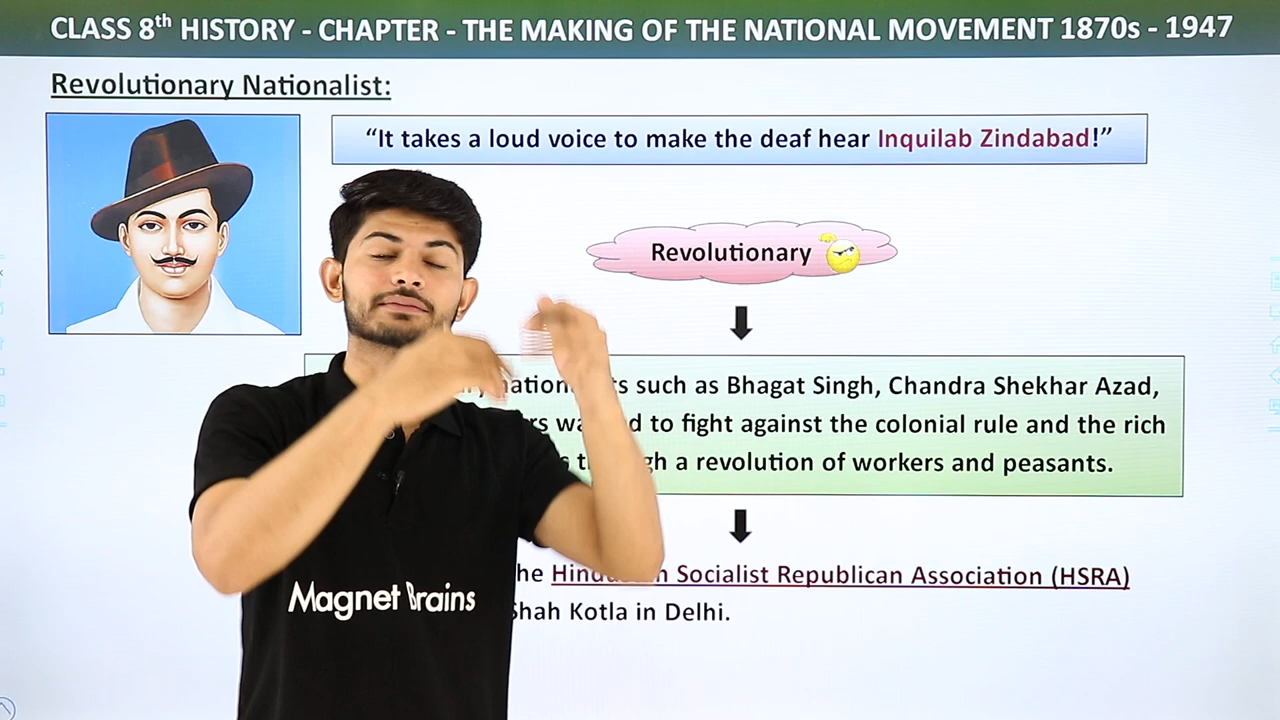 CLASS 8th HISTORY - CHAPTER - THE MAKING OF THE NATIONAL MOVEMENT 1870s - 1947
Revolutionary Nationalist:
“It takes a loud voice to make the deaf hear Inquilab Zindabad!”
Revolutionary
such as Bhagat Singh, Chandra Shekhar Azad,
to fight against the colonial rule and the rich
a revolution of workers and peasants.
Socialist Republican Association (HSRA)
Shah Kotla in Delhi.
Magnet Brains